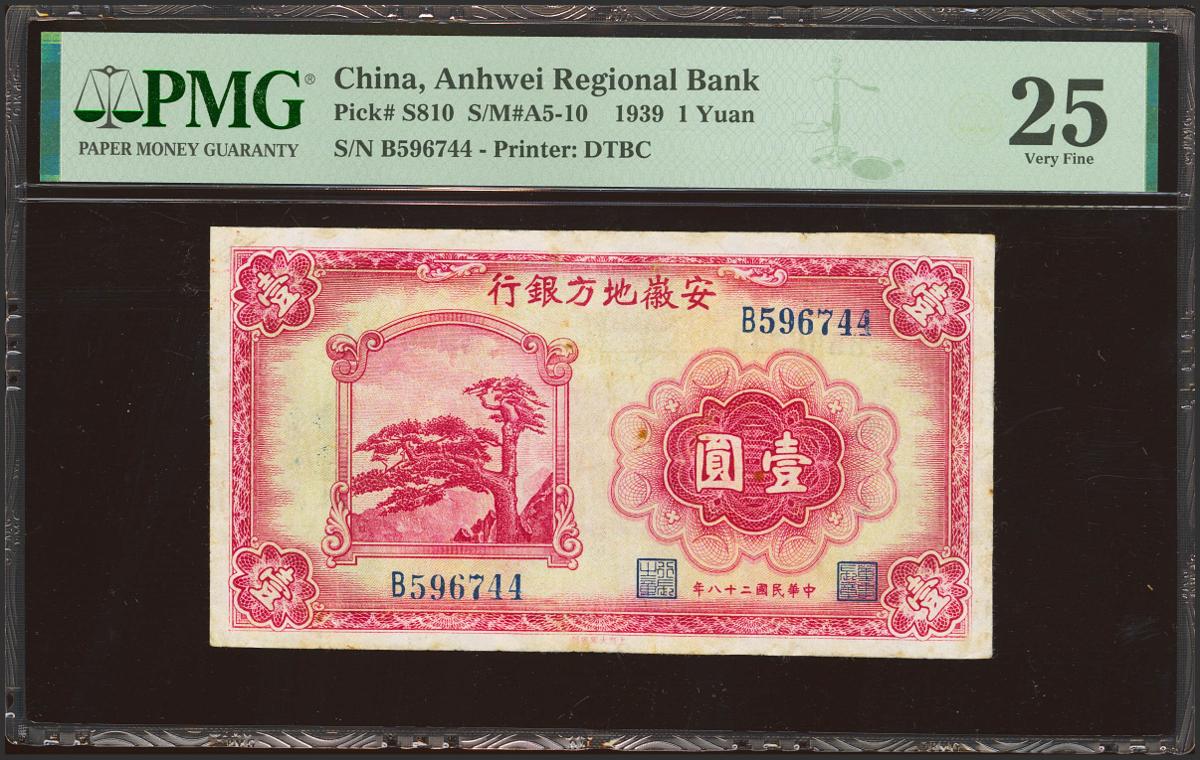 PMG®
PAPER MONEY GUARANTY
China, Anhwei Regional Bank
Pick# S810 S/M#A5-10 1939 1 Yuan
S/N B596744 - Printer: DTBC
25
Very Fine
壹
行銀方地徽安
壹
B596744
圓壹
B596744
年八十二國民華中
壹
壹